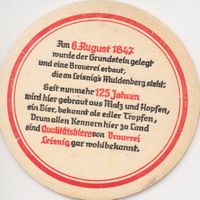 Am 6. August 1847
wurde der Grundstein gelegt
und eine Brauerei erbaut,
die an Leisnig's Muldenberg steht:
Seit nunmehr 125 Jahren
wird hier gebraut aus Malz und Hopfen,
ein Bier, bekannt als edler Tropfen,
Drum allen Kennern hier zu Land
sind Qualitätsbiere von Brauerei
Leisnig gar wohlbekannt.